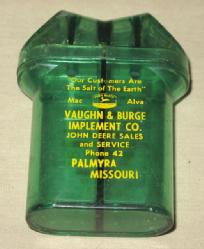 "Our Customers Are
The Salt of The Earth"
Mac Alva
VAUGHN & BURGE
IMPLEMENT CO.
JOHN DEERE SALES
and SERVICE
Phone 42
PALMYRA
MISSOURI